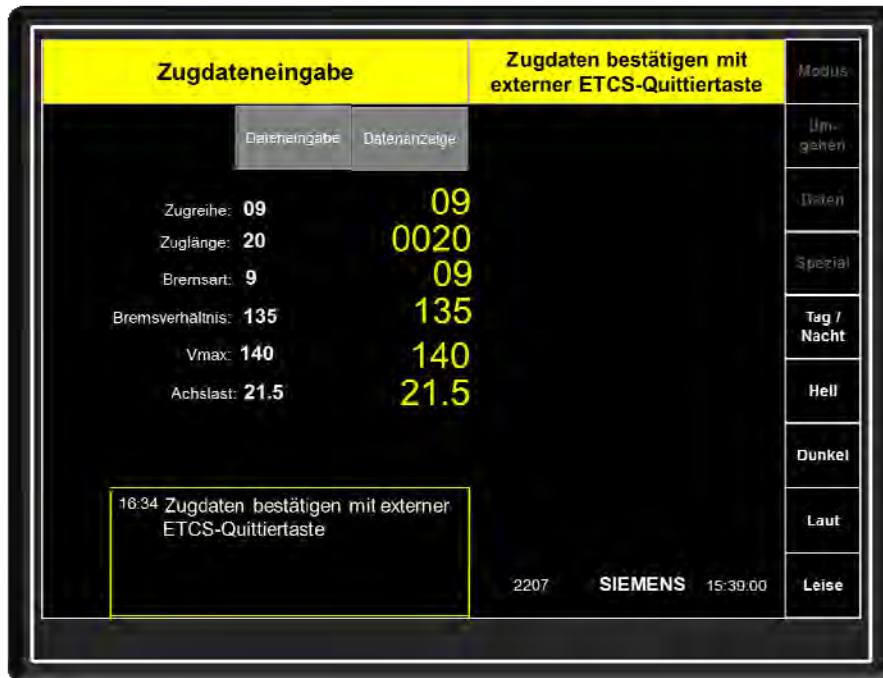 Zugdateneingabe
Zugdaten bestätigen mit
externer ETCS-Quittiertaste
Modus
Um-
gehen
Dateneingabe Datenanzeige
Daten
Zugreihe: 09 09
Zuglänge: 20 0020
Spezial
Bremsart: 9 09
Bremsverhältnis: 135 135
Tag /
Nacht
Vmax: 140 140
Achslast: 21.5 21.5
Hell
Dunkel
16:34 Zugdaten bestätigen mit externer
ETCS-Quittiertaste
Laut
2207 SIEMENS 15:39:00
Leise